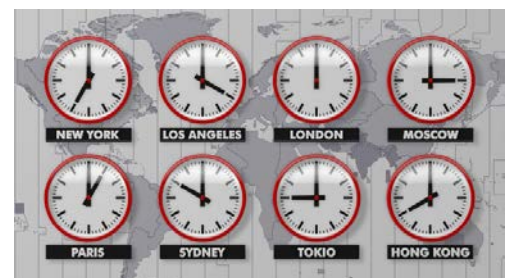 NEW YORK
LOS ANGELES
LONDON
MOSCOW
PARIS
SYDNEY
TOKIO
HONG KONG